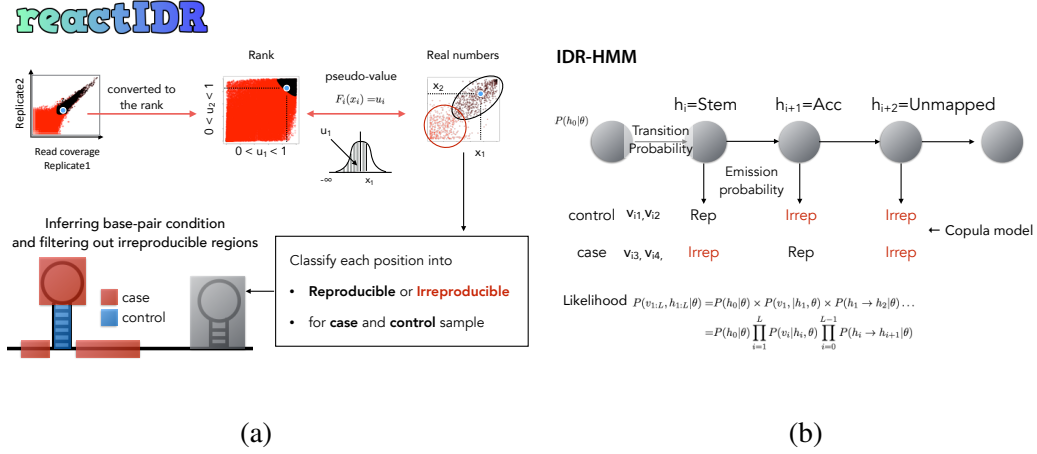 reactIDR
Rank
Real numbers
Replicate2
converted to
the rank
0 < u₂ < 1
pseudo-value
Fᵢ(xᵢ) = uᵢ
x₂
x₁
0 < u₁ < 1
u₁
-∞
x₁
Read coverage
Replicate1
Inferring base-pair condition
and filtering out irreproducible regions
case
control
Classify each position into
• Reproducible or Irreproducible
• for case and control sample
(a)
IDR-HMM
hᵢ=Stem
hᵢ₊₁=Acc
hᵢ₊₂=Unmapped
P(h₀|θ)
Transition
Probability
Emission
probability
control vᵢ₁,vᵢ₂ Rep Irrep Irrep
← Copula model
case vᵢ₃, vᵢ₄, Irrep Rep Irrep
Likelihood P(v₁:L, h₁:L|θ) =P(h₀|θ) × P(v₁, |h₁, θ) × P(h₁ → h₂|θ) . . .
=P(h₀|θ) ∏ᵢ₌₁ᴸ P(vᵢ|hᵢ, θ) ∏ᵢ₌₀ᴸ⁻¹ P(hᵢ → hᵢ₊₁|θ)
(b)